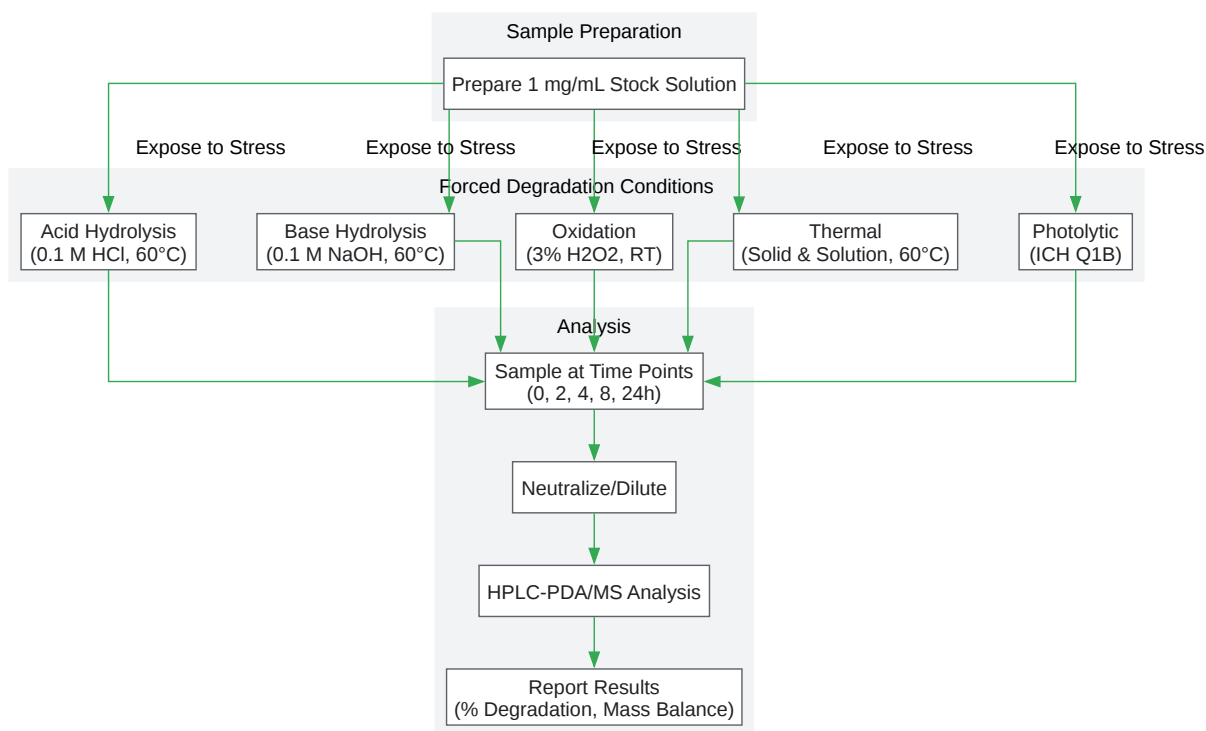 Sample Preparation
Prepare 1 mg/mL Stock Solution
Expose to Stress
Expose to Stress
Expose to Stress
Expose to Stress
Expose to Stress
Forced Degradation Conditions
Acid Hydrolysis
(0.1 M HCl, 60°C)
Base Hydrolysis
(0.1 M NaOH, 60°C)
Oxidation
(3% H2O2, RT)
Thermal
(Solid & Solution, 60°C)
Photolytic
(ICH Q1B)
Analysis
Sample at Time Points
(0, 2, 4, 8, 24h)
Neutralize/Dilute
HPLC-PDA/MS Analysis
Report Results
(% Degradation, Mass Balance)